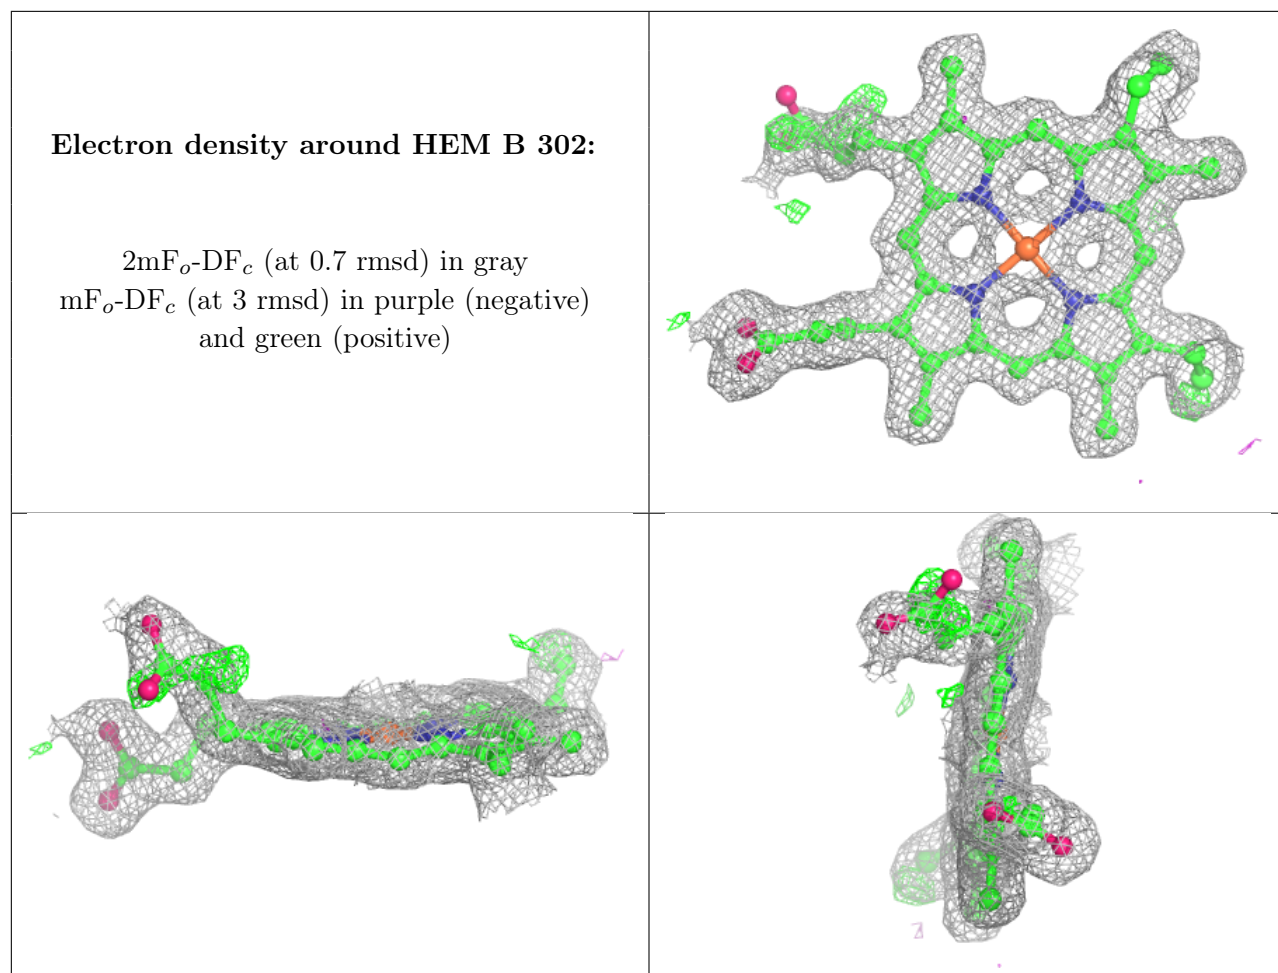 Electron density around HEM B 302:
2mFo-DFc (at 0.7 rmsd) in gray
mFo-DFc (at 3 rmsd) in purple (negative)
and green (positive)